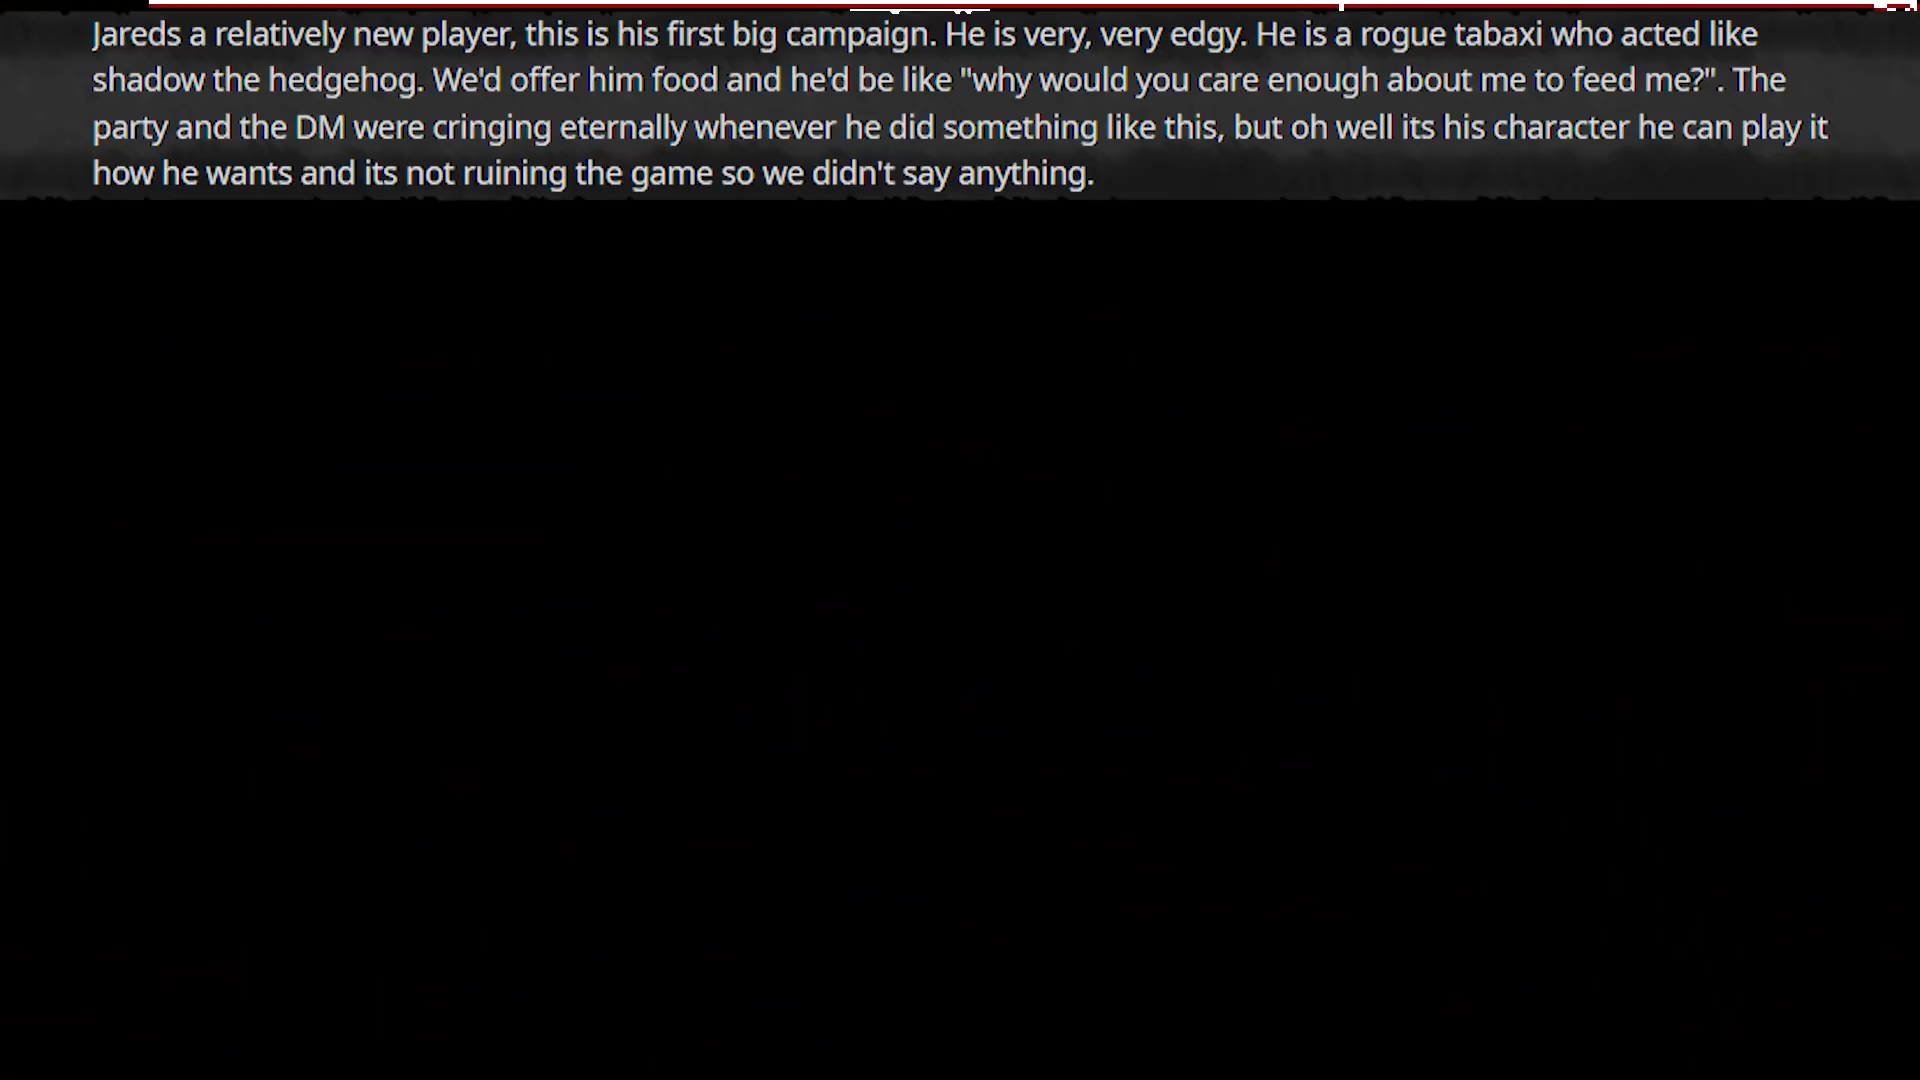 Jareds a relatively new player, this is his first big campaign. He is very, very edgy. He is a rogue tabaxi who acted like
shadow the hedgehog. We'd offer him food and he'd be like "why would you care enough about me to feed me?". The
party and the DM were cringing eternally whenever he did something like this, but oh well its his character he can play it
how he wants and its not ruining the game so we didn't say anything.